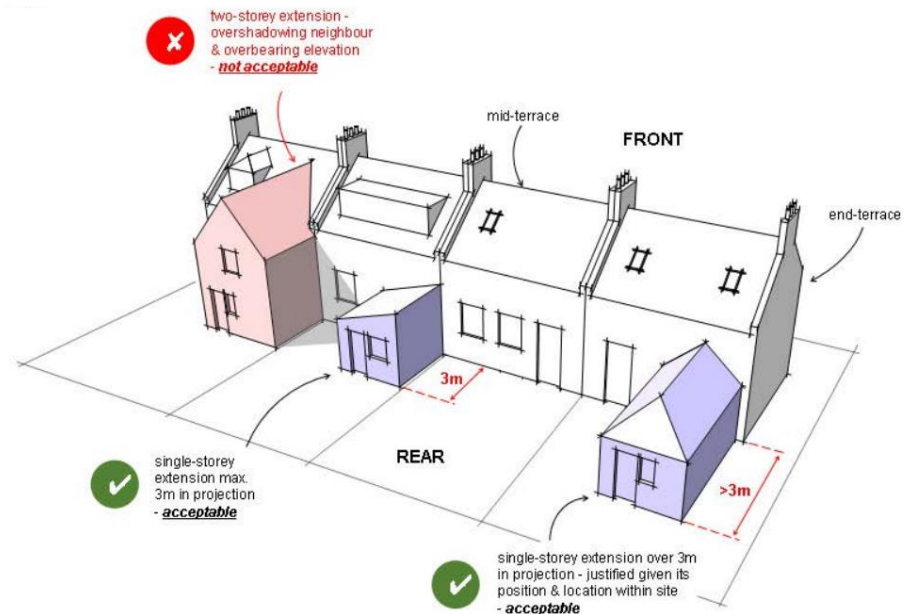 two-storey extension -
overshadowing neighbour
& overbearing elevation
- not acceptable
mid-terrace
FRONT
end-terrace
3m
REAR
>3m
single-storey
extension max.
3m in projection
- acceptable
single-storey extension over 3m
in projection - justified given its
position & location within site
- acceptable